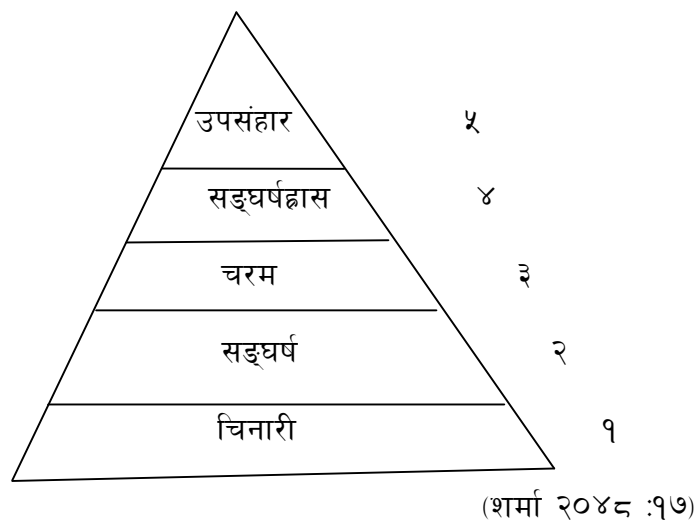 उपसंहार ५
सङ्घर्षह्रास ४
चरम ३
सङ्घर्ष २
चिनारी १
(शर्मा २०४८ :१७)